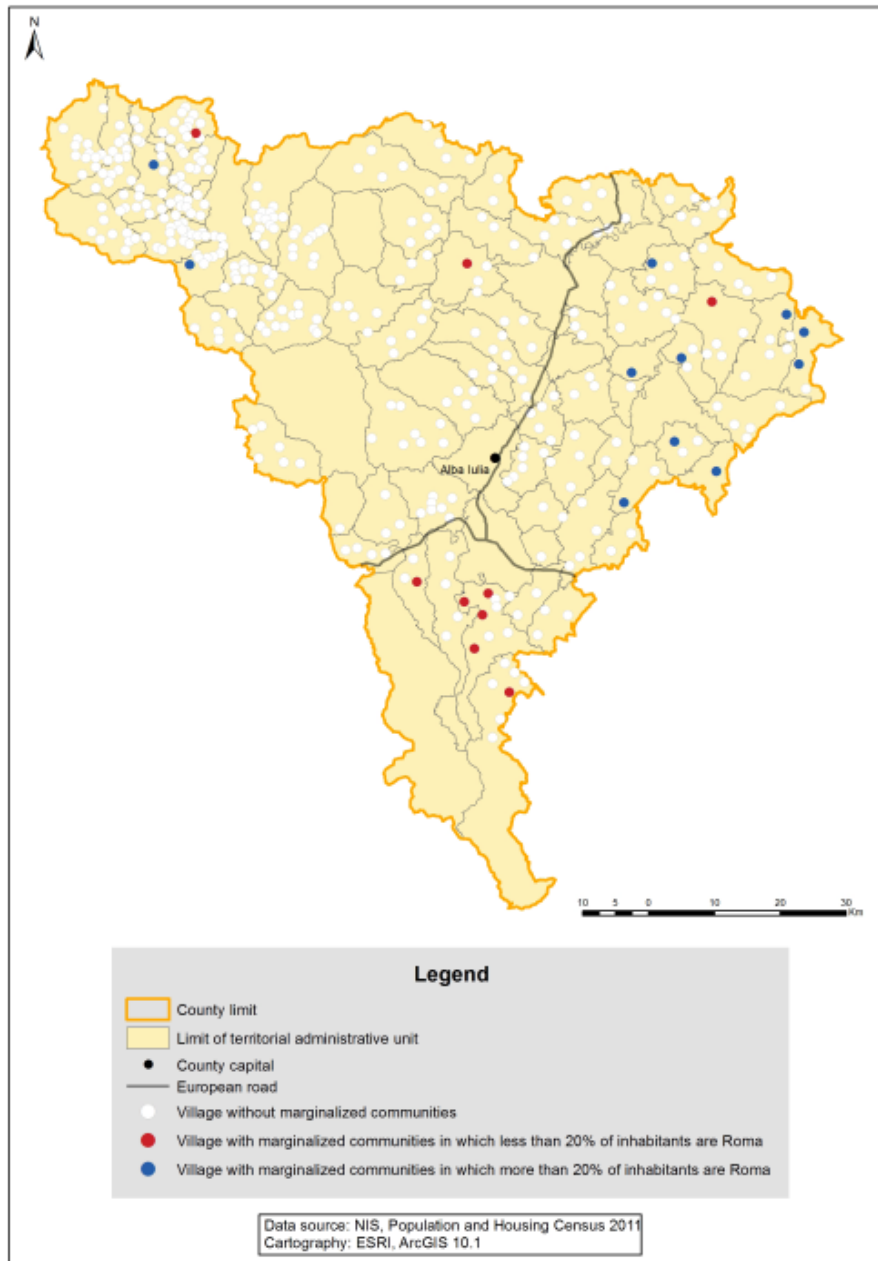 N
Alba Iulia
10 5 0 10 20 30
Km
Legend
County limit
Limit of territorial administrative unit
County capital
European road
Village without marginalized communities
Village with marginalized communities in which less than 20% of inhabitants are Roma
Village with marginalized communities in which more than 20% of inhabitants are Roma
Data source: NIS, Population and Housing Census 2011
Cartography: ESRI, ArcGIS 10.1